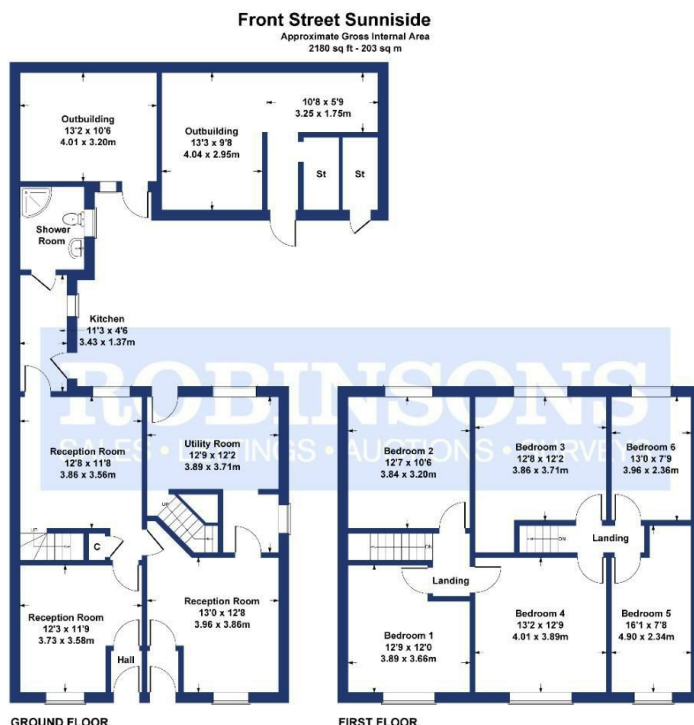 Front Street Sunniside
Approximate Gross Internal Area
2180 sq ft - 203 sq m
Outbuilding
13'2 x 10'6
4.01 x 3.20m
Outbuilding
13'3 x 9'8
4.04 x 2.95m
10'8 x 5'9
3.25 x 1.75m
St
St
Shower
Room
Kitchen
11'3 x 4'6
3.43 x 1.37m
ROBINSONS
SALES • LETTINGS • AUCTIONS • SURVEYS
Reception Room
12'8 x 11'8
3.86 x 3.56m
Utility Room
12'9 x 12'2
3.89 x 3.71m
UP
UP
C
Reception Room
12'3 x 11'9
3.73 x 3.58m
Hall
Reception Room
13'0 x 12'8
3.96 x 3.86m
GROUND FLOOR
Bedroom 2
12'7 x 10'6
3.84 x 3.20m
Bedroom 3
12'8 x 12'2
3.86 x 3.71m
Bedroom 6
13'0 x 7'9
3.96 x 2.36m
DN
DN
Landing
Landing
Bedroom 1
12'9 x 12'0
3.89 x 3.66m
Bedroom 4
13'2 x 12'9
4.01 x 3.89m
Bedroom 5
16'1 x 7'8
4.90 x 2.34m
FIRST FLOOR